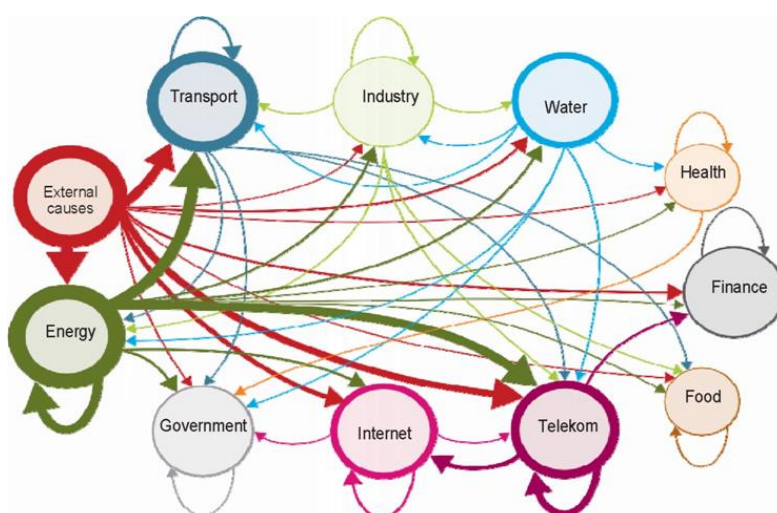 Transport
Industry
Water
External
causes
Health
Finance
Energy
Food
Government
Internet
Telekom